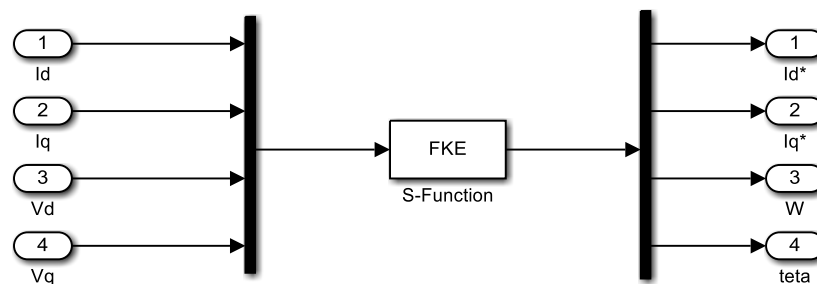 1
Id
2
Iq
3
Vd
4
Vq
FKE
S-Function
1
Id*
2
Iq*
3
W
4
teta